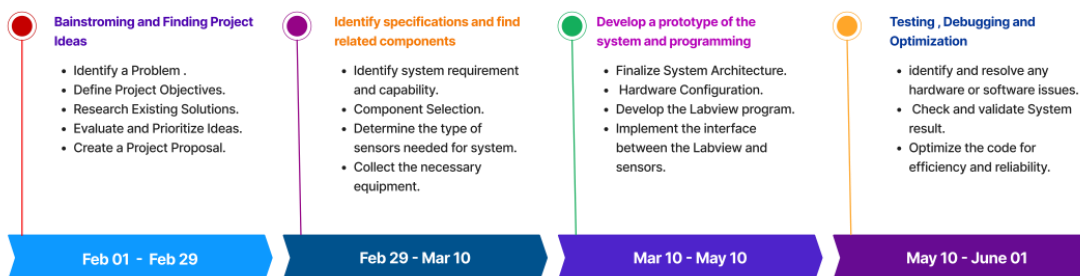 Bainstroming and Finding Project
Ideas
• Identify a Problem .
• Define Project Objectives.
• Research Existing Solutions.
• Evaluate and Prioritize Ideas.
• Create a Project Proposal.
Feb 01 - Feb 29
Identify specifications and find
related components
• Identify system requirement
and capability.
• Component Selection.
• Determine the type of
sensors needed for system.
• Collect the necessary
equipment.
Feb 29 - Mar 10
Develop a prototype of the
system and programming
• Finalize System Architecture.
• Hardware Configuration.
• Develop the Labview program.
• Implement the interface
between the Labview and
sensors.
Mar 10 - May 10
Testing , Debugging and
Optimization
• identify and resolve any
hardware or software issues.
• Check and validate System
result.
• Optimize the code for
efficiency and reliability.
May 10 - June 01